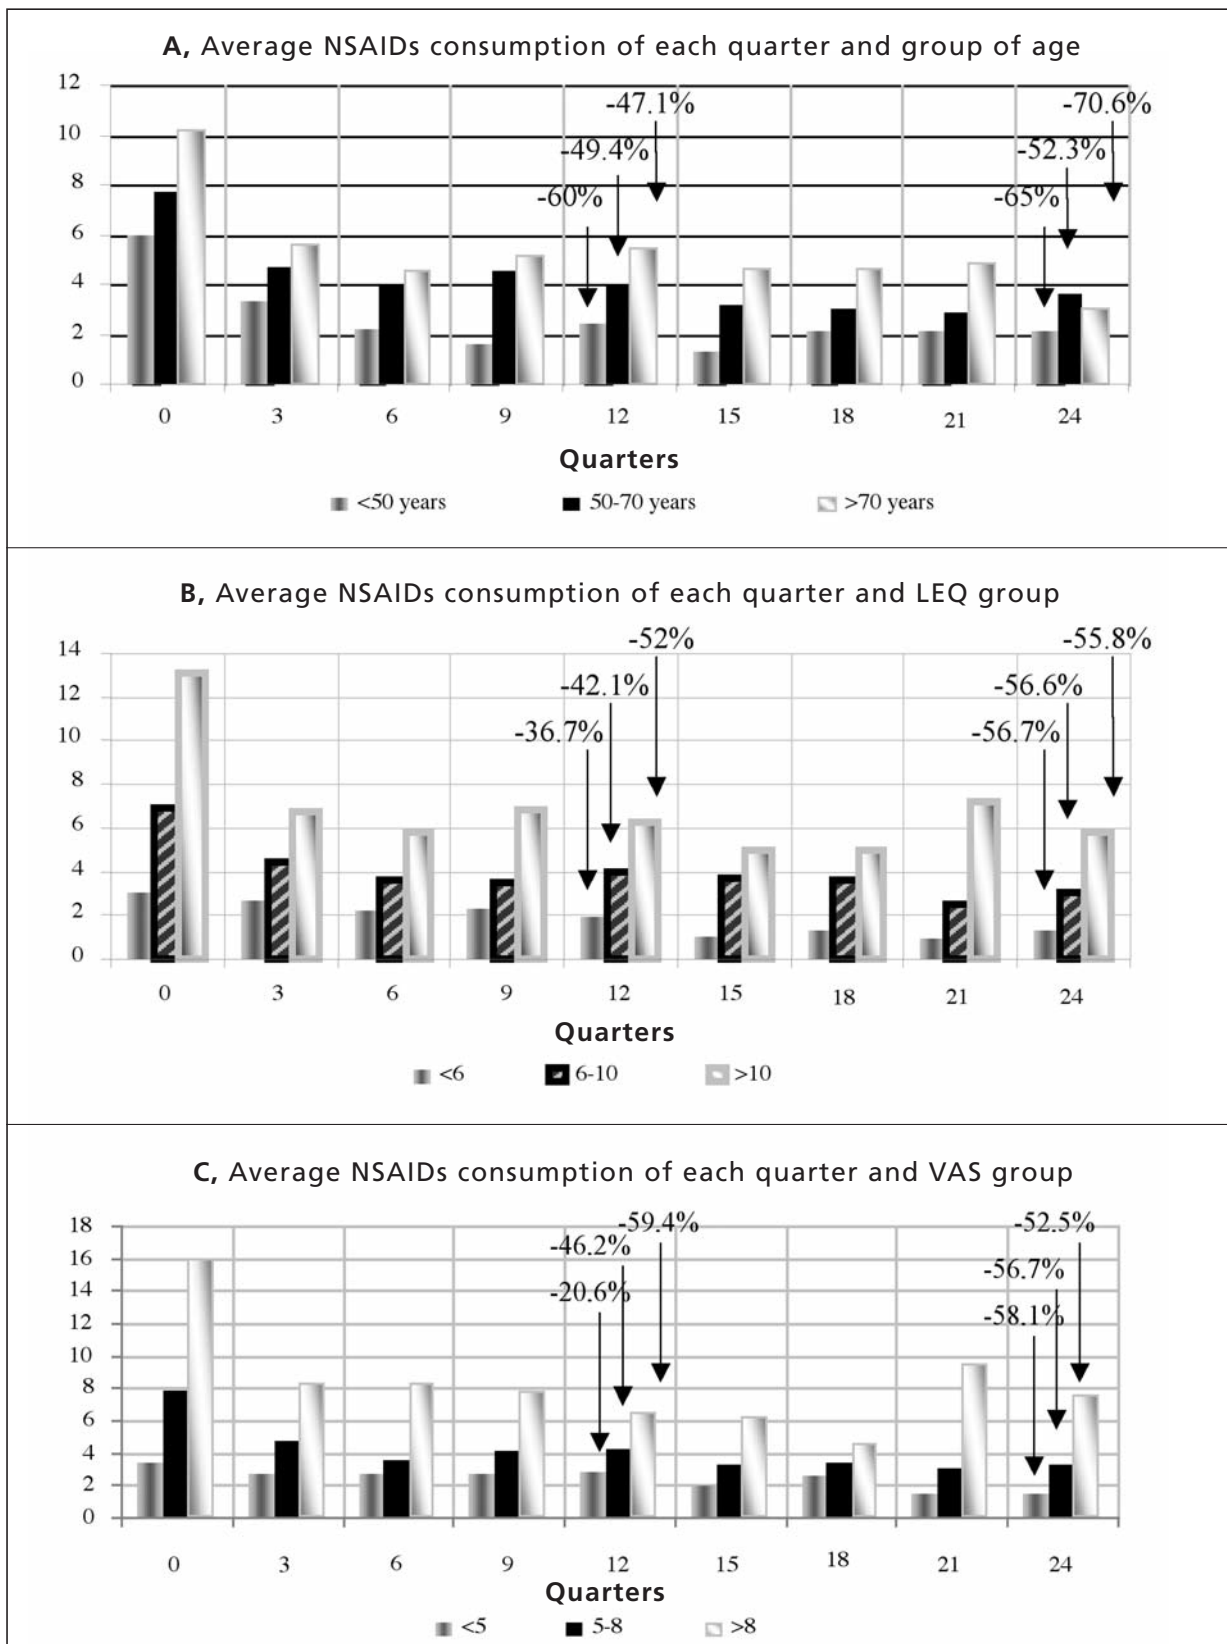 A, Average NSAIDs consumption of each quarter and group of age
12
-47.1% -70.6%
10
-49.4% -52.3%
8
-60% -65%
6
4
2
0
0 3 6 9 12 15 18 21 24
Quarters
<50 years 50-70 years >70 years
B, Average NSAIDs consumption of each quarter and LEQ group
-52% -55.8%
14
-42.1% -56.6%
12
-36.7% -56.7%
10
8
6
4
2
0
0 3 6 9 12 15 18 21 24
Quarters
<6 6-10 >10
C, Average NSAIDs consumption of each quarter and VAS group
18 -59.4% -52.5%
-46.2%
16
-56.7%
14 -20.6%
-58.1%
12
10
8
6
4
2
0
0 3 6 9 12 15 18 21 24
Quarters
<5 5-8 >8